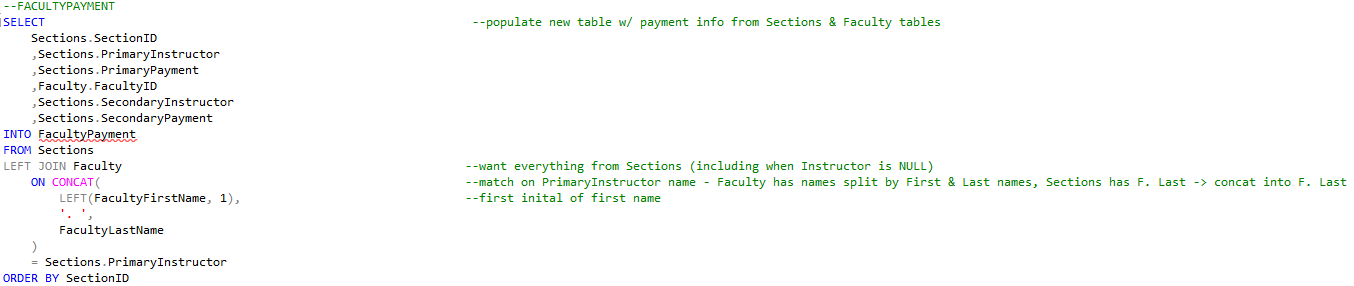 --FACULTYPAYMENT
SELECT --populate new table w/ payment info from Sections & Faculty tables
Sections.SectionID
,Sections.PrimaryInstructor
,Sections.PrimaryPayment
,Faculty.FacultyID
,Sections.SecondaryInstructor
,Sections.SecondaryPayment
INTO FacultyPayment
FROM Sections
LEFT JOIN Faculty --want everything from Sections (including when Instructor is NULL)
ON CONCAT( --match on PrimaryInstructor name - Faculty has names split by First & Last names, Sections has F. Last -> concat into F. Last
LEFT(FacultyFirstName, 1), --first inital of first name
'. ',
FacultyLastName
)
= Sections.PrimaryInstructor
ORDER BY SectionID